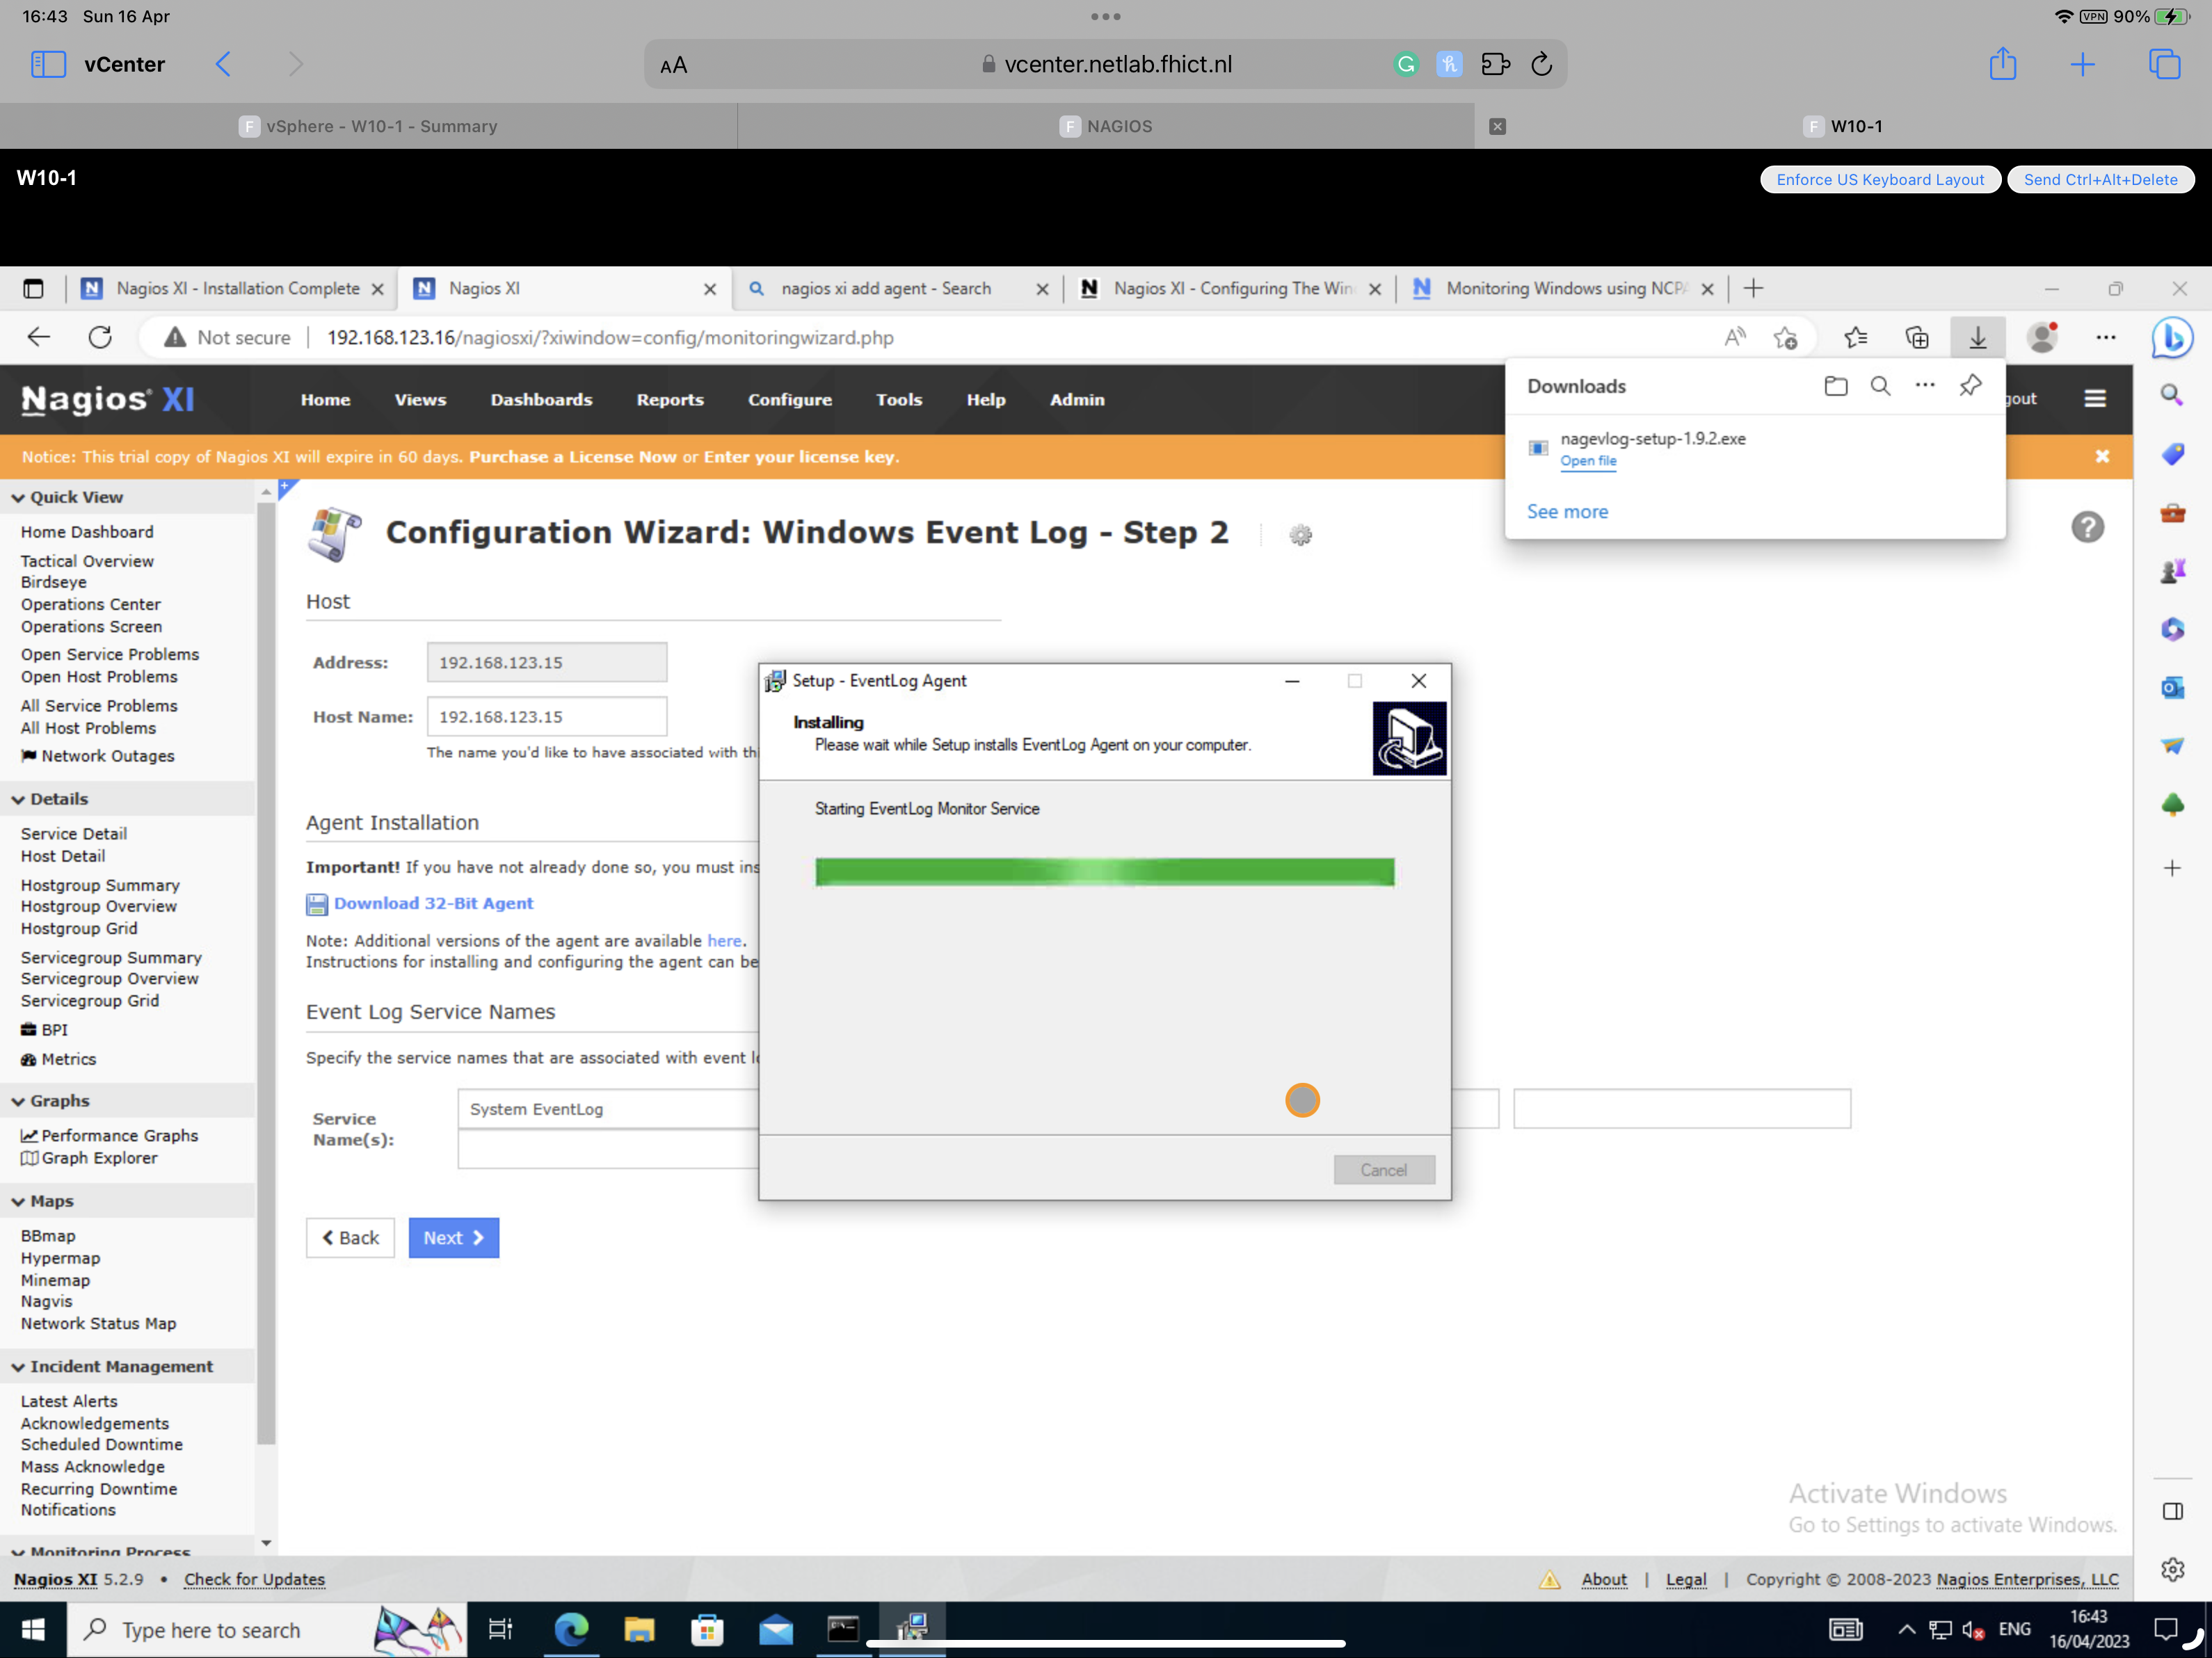 16:43 Sun 16 Apr
VPN 90%
vCenter
AA
vcenter.netlab.fhict.nl
F vSphere - W10-1 - Summary
F NAGIOS
F W10-1
W10-1
Enforce US Keyboard Layout
Send Ctrl+Alt+Delete
Nagios XI - Installation Complete
Nagios XI
nagios xi add agent - Search
Nagios XI - Configuring The Win
Monitoring Windows using NCPA
Not secure
192.168.123.16/nagiosxi/?xiwindow=config/monitoringwizard.php
Nagios XI
Home
Views
Dashboards
Reports
Configure
Tools
Help
Admin
gout
Downloads
nagevlog-setup-1.9.2.exe
Open file
See more
Notice: This trial copy of Nagios XI will expire in 60 days. Purchase a License Now or Enter your license key.
Quick View
Home Dashboard
Tactical Overview
Birdseye
Operations Center
Operations Screen
Open Service Problems
Open Host Problems
All Service Problems
All Host Problems
Network Outages
Details
Service Detail
Host Detail
Hostgroup Summary
Hostgroup Overview
Hostgroup Grid
Servicegroup Summary
Servicegroup Overview
Servicegroup Grid
BPI
Metrics
Graphs
Performance Graphs
Graph Explorer
Maps
BBmap
Hypermap
Minemap
Nagvis
Network Status Map
Incident Management
Latest Alerts
Acknowledgements
Scheduled Downtime
Mass Acknowledge
Recurring Downtime
Notifications
Monitoring Process
Configuration Wizard: Windows Event Log - Step 2
Host
Address: 192.168.123.15
Host Name: 192.168.123.15
The name you'd like to have associated with thi
Agent Installation
Important! If you have not already done so, you must ins
Download 32-Bit Agent
Note: Additional versions of the agent are available here.
Instructions for installing and configuring the agent can be
Event Log Service Names
Specify the service names that are associated with event lo
Service
Name(s):
System EventLog
Back
Next
Setup - EventLog Agent
Installing
Please wait while Setup installs EventLog Agent on your computer.
Starting EventLog Monitor Service
Cancel
Activate Windows
Go to Settings to activate Windows.
Nagios XI 5.2.9 • Check for Updates
About | Legal | Copyright © 2008-2023 Nagios Enterprises, LLC
Type here to search
ENG
16:43
16/04/2023